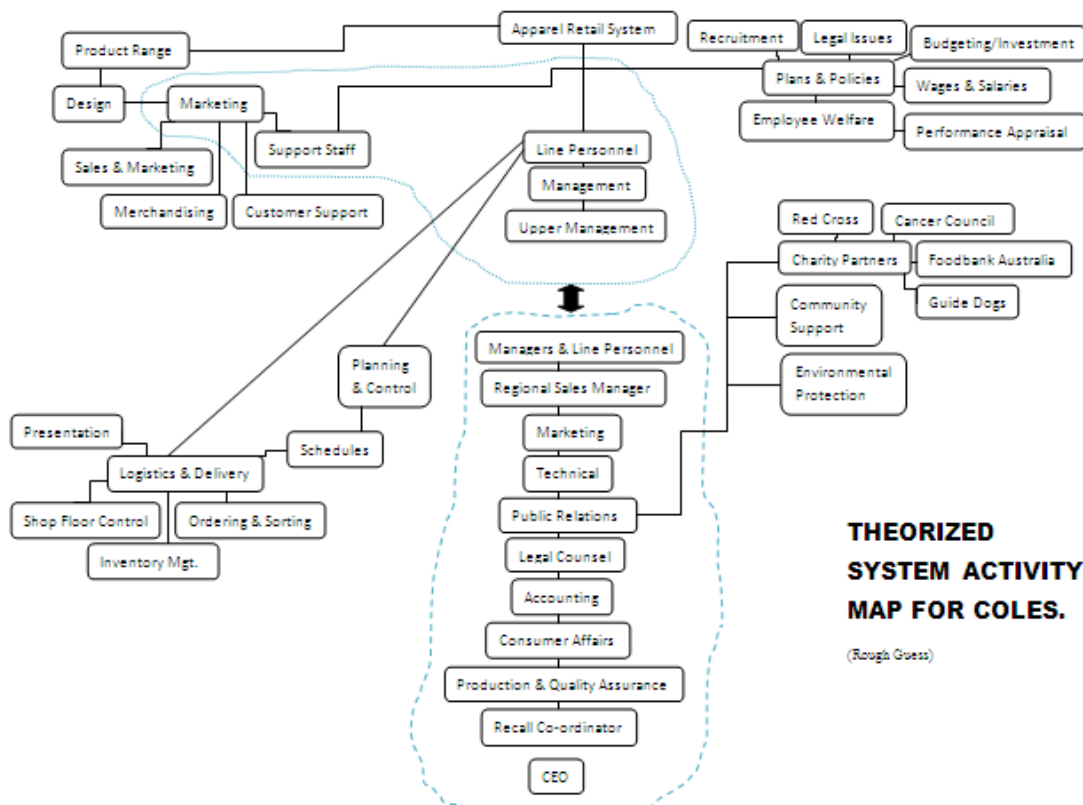 Apparel Retail System
Product Range
Design
Marketing
Sales & Marketing
Merchandising
Customer Support
Support Staff
Recruitment
Legal Issues
Budgeting/Investment
Plans & Policies
Wages & Salaries
Employee Welfare
Performance Appraisal
Line Personnel
Management
Upper Management
Red Cross
Cancer Council
Charity Partners
Foodbank Australia
Guide Dogs
Community
Support
Environmental
Protection
Planning
& Control
Schedules
Presentation
Logistics & Delivery
Shop Floor Control
Ordering & Sorting
Inventory Mgt.
Managers & Line Personnel
Regional Sales Manager
Marketing
Technical
Public Relations
Legal Counsel
Accounting
Consumer Affairs
Production & Quality Assurance
Recall Co-ordinator
CEO
THEORIZED
SYSTEM ACTIVITY
MAP FOR COLES.
(Rough Guess)